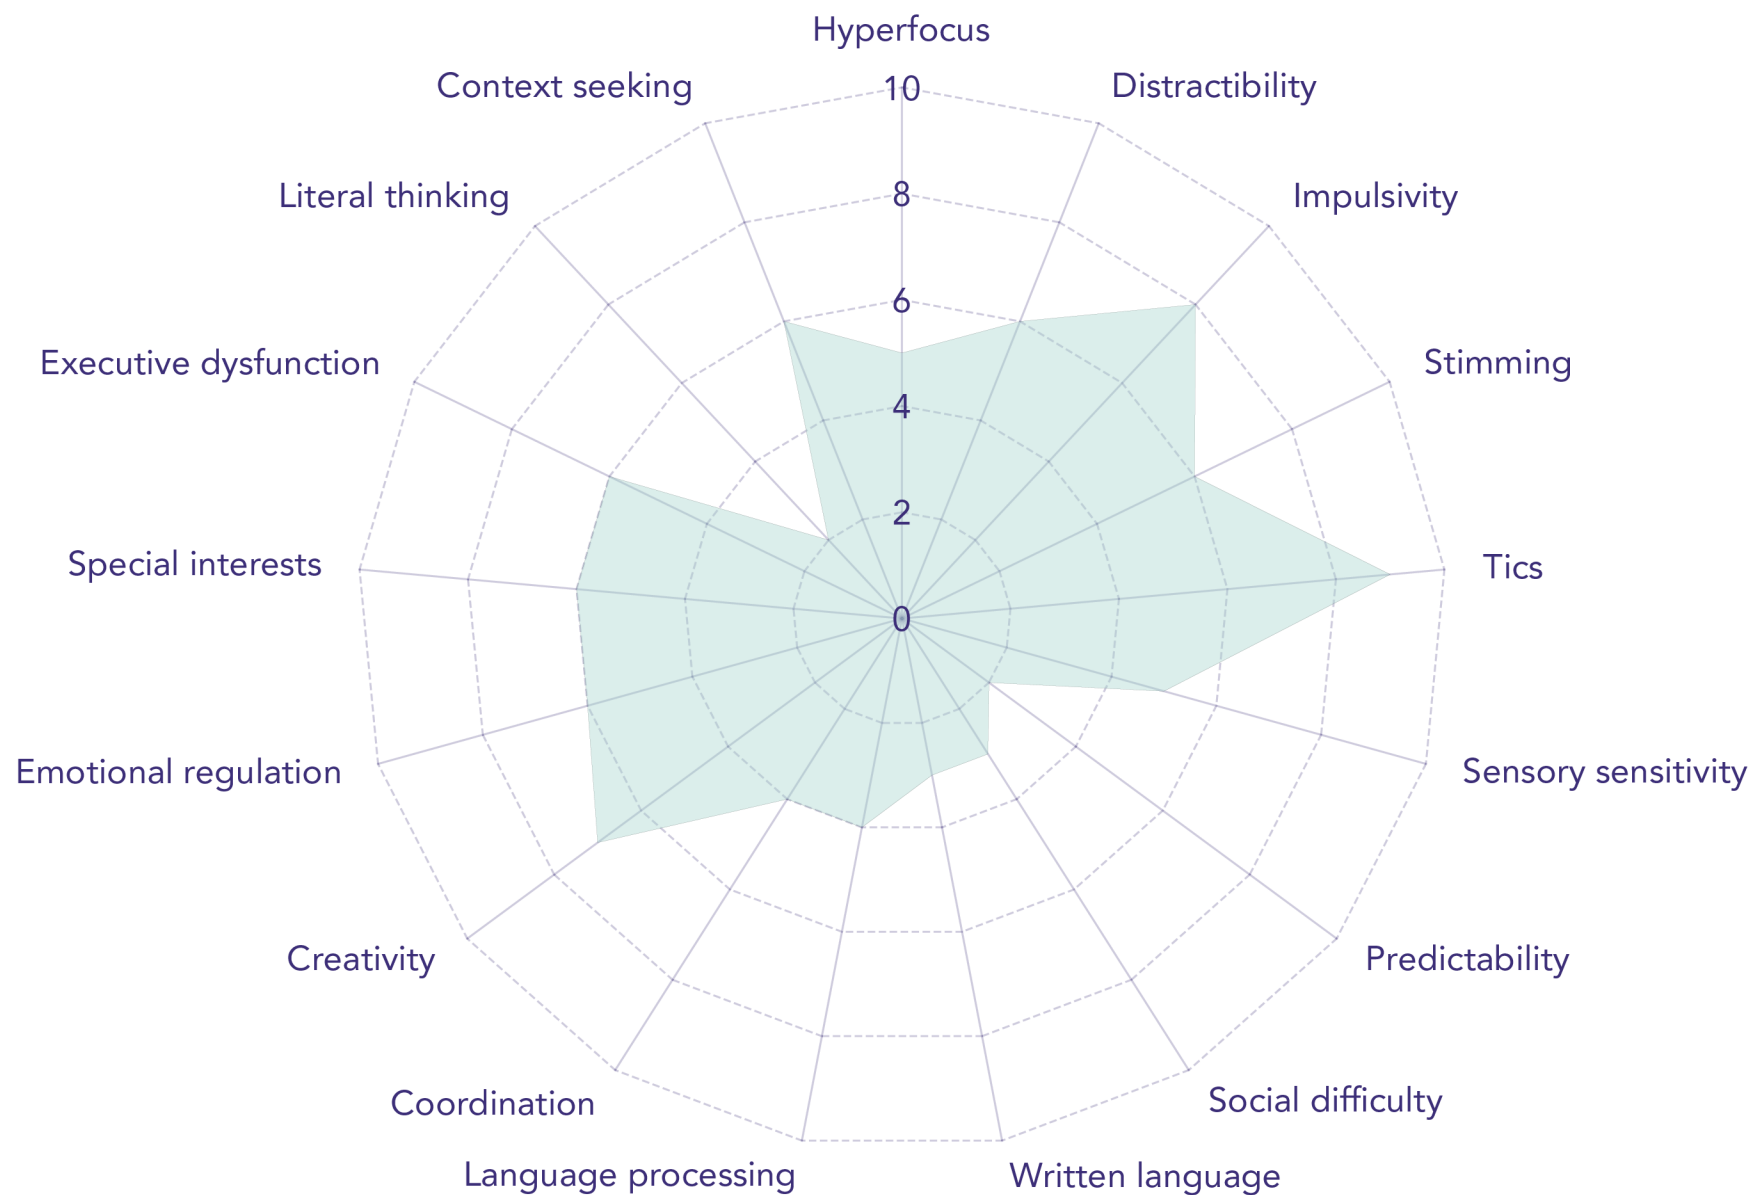 Hyperfocus
Context seeking
10
Distractibility
Literal thinking
8
Impulsivity
6
Executive dysfunction
Stimming
4
2
Special interests
Tics
0
Emotional regulation
Sensory sensitivity
Creativity
Predictability
Coordination
Social difficulty
Language processing
Written language